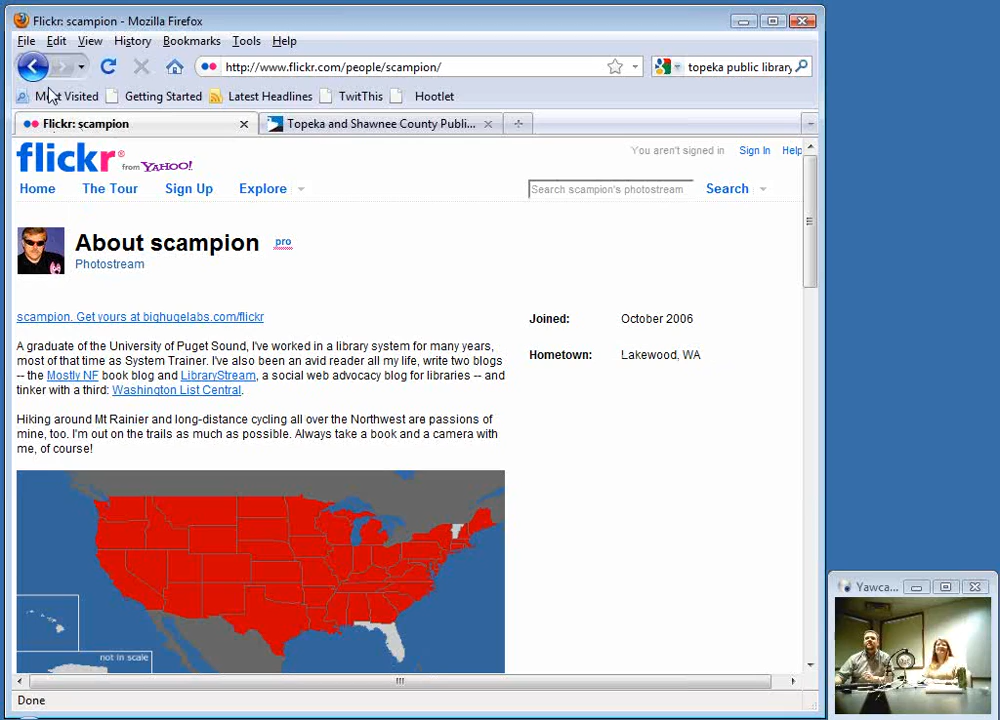 Flickr: scampion - Mozilla Firefox
File Edit View History Bookmarks Tools Help
http://www.flickr.com/people/scampion/
topeka public library
Most Visited Getting Started Latest Headlines TwitThis Hootlet
Flickr: scampion
Topeka and Shawnee County Publi...
flickr® from YAHOO!
You aren't signed in Sign In Help
Home The Tour Sign Up Explore
Search scampion's photostream Search
About scampion pro
Photostream
scampion. Get yours at bighugelabs.com/flickr
Joined: October 2006
A graduate of the University of Puget Sound, I've worked in a library system for many years,
most of that time as System Trainer. I've also been an avid reader all my life, write two blogs
Hometown: Lakewood, WA
-- the Mostly NF book blog and LibraryStream, a social web advocacy blog for libraries -- and
tinker with a third: Washington List Central.
Hiking around Mt Rainier and long-distance cycling all over the Northwest are passions of
mine, too. I'm out on the trails as much as possible. Always take a book and a camera with
me, of course!
not in scale
Yawca...
Done